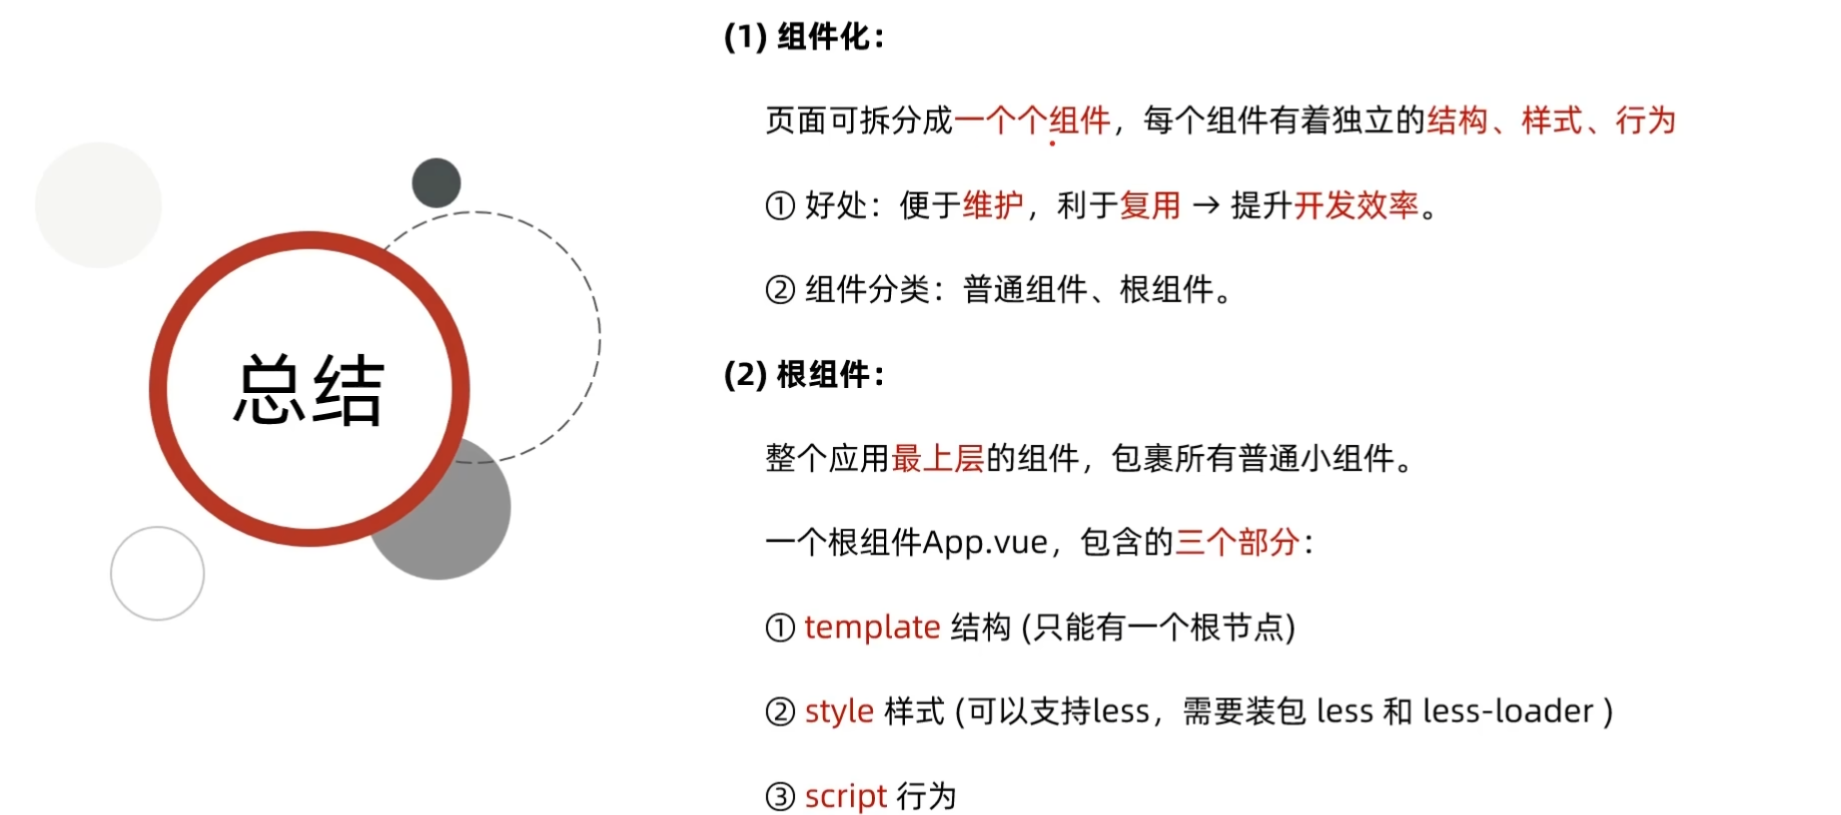 总结
(1) 组件化：
页面可拆分成一个个组件，每个组件有着独立的结构、样式、行为
① 好处：便于维护，利于复用 → 提升开发效率。
② 组件分类：普通组件、根组件。
(2) 根组件：
整个应用最上层的组件，包裹所有普通小组件。
一个根组件App.vue，包含的三个部分：
① template 结构 (只能有一个根节点)
② style 样式 (可以支持less，需要装包 less 和 less-loader )
③ script 行为